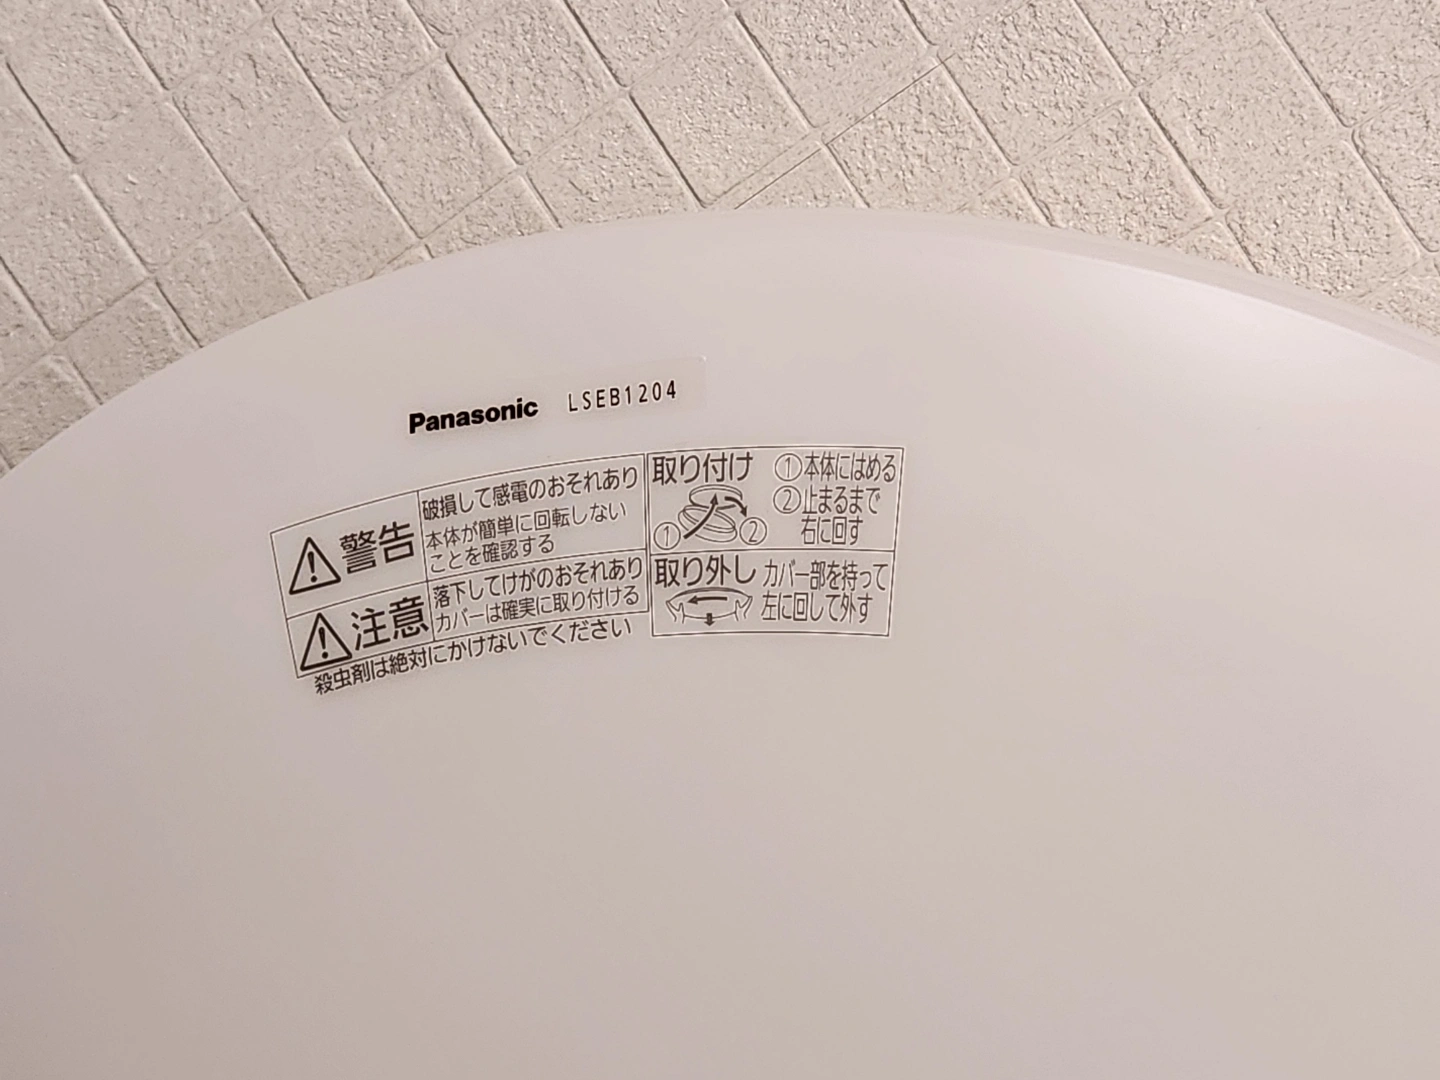 Panasonic LSEB1204
警告
破損して感電のおそれあり
本体が簡単に回転しない
ことを確認する
注意
落下してけがのおそれあり
カバーは確実に取り付ける
殺虫剤は絶対にかけないでください
取り付け
①本体にはめる
②止まるまで
右に回す
① ②
取り外し
カバー部を持って
左に回して外す